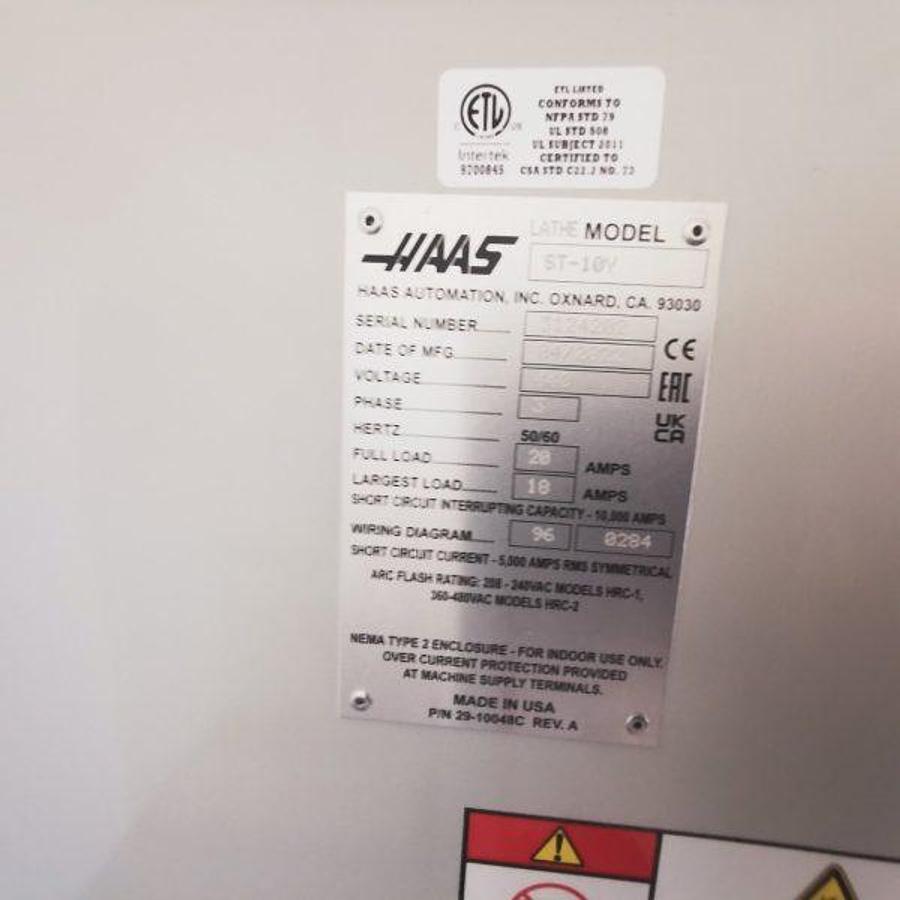 ETL
Intertek
9700845
ETL LISTED
CONFORMS TO
NFPA STD 79
UL STD 508
UL SUBJECT 2011
CERTIFIED TO
CSA STD C22.2 NO. 73
HAAS
LATHE MODEL
ST-10Y
HAAS AUTOMATION, INC. OXNARD, CA. 93030
SERIAL NUMBER
DATE OF MFG
CE
VOLTAGE
EAC
PHASE 3
UK
CA
HERTZ 50/60
FULL LOAD 20 AMPS
LARGEST LOAD 18 AMPS
SHORT CIRCUIT INTERRUPTING CAPACITY - 10,000 AMPS
WIRING DIAGRAM 96 0284
SHORT CIRCUIT CURRENT - 5,000 AMPS RMS SYMMETRICAL
ARC FLASH RATING: 208 - 240VAC MODELS HRC-1,
360-480VAC MODELS HRC-2
NEMA TYPE 2 ENCLOSURE - FOR INDOOR USE ONLY.
OVER CURRENT PROTECTION PROVIDED
AT MACHINE SUPPLY TERMINALS.
MADE IN USA
P/N 29-10048C REV. A